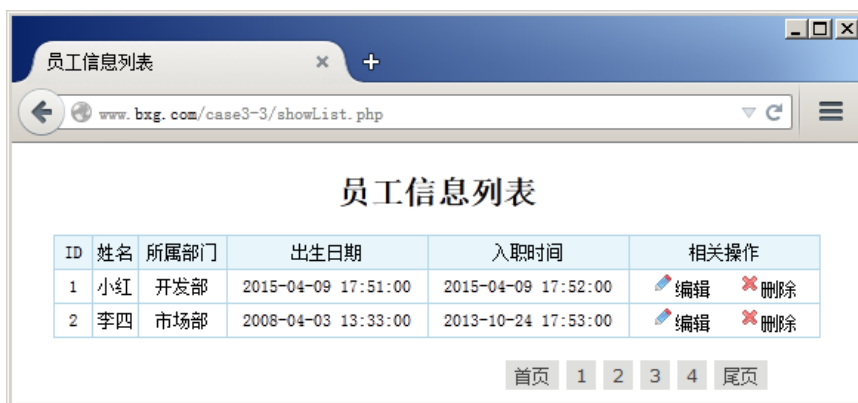 员工信息列表
www.bxg.com/case3-3/showList.php
员工信息列表
ID 姓名 所属部门 出生日期 入职时间 相关操作
1 小红 开发部 2015-04-09 17:51:00 2015-04-09 17:52:00 编辑 删除
2 李四 市场部 2008-04-03 13:33:00 2013-10-24 17:53:00 编辑 删除
首页 1 2 3 4 尾页